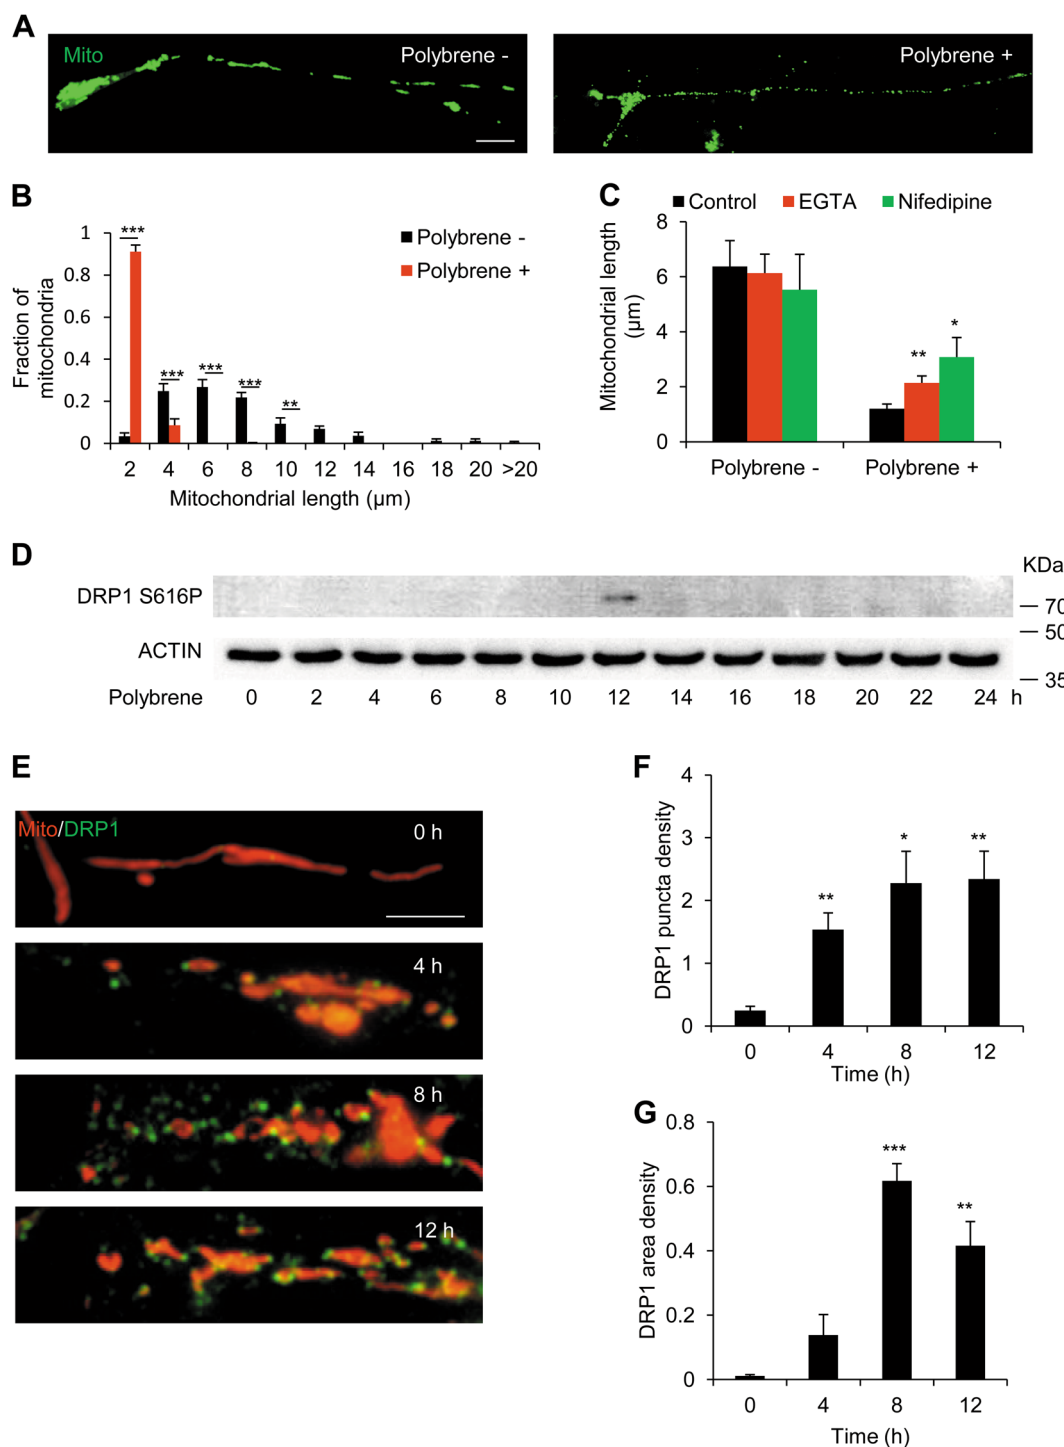 A
Mito
Polybrene -
Polybrene +
B
Fraction of
mitochondria
1
0.8
0.6
0.4
0.2
0
***
***
***
***
**
Polybrene -
Polybrene +
2 4 6 8 10 12 14 16 18 20 >20
Mitochondrial length (µm)
C
Control EGTA Nifedipine
Mitochondrial length
(µm)
8
6
4
2
0
**
*
Polybrene - Polybrene +
D
KDa
DRP1 S616P
70
50
ACTIN
35
Polybrene 0 2 4 6 8 10 12 14 16 18 20 22 24 h
E
Mito/DRP1
0 h
4 h
8 h
12 h
F
DRP1 puncta density
4
3
2
1
0
**
*
**
0 4 8 12
Time (h)
G
DRP1 area density
0.8
0.6
0.4
0.2
0
***
**
0 4 8 12
Time (h)